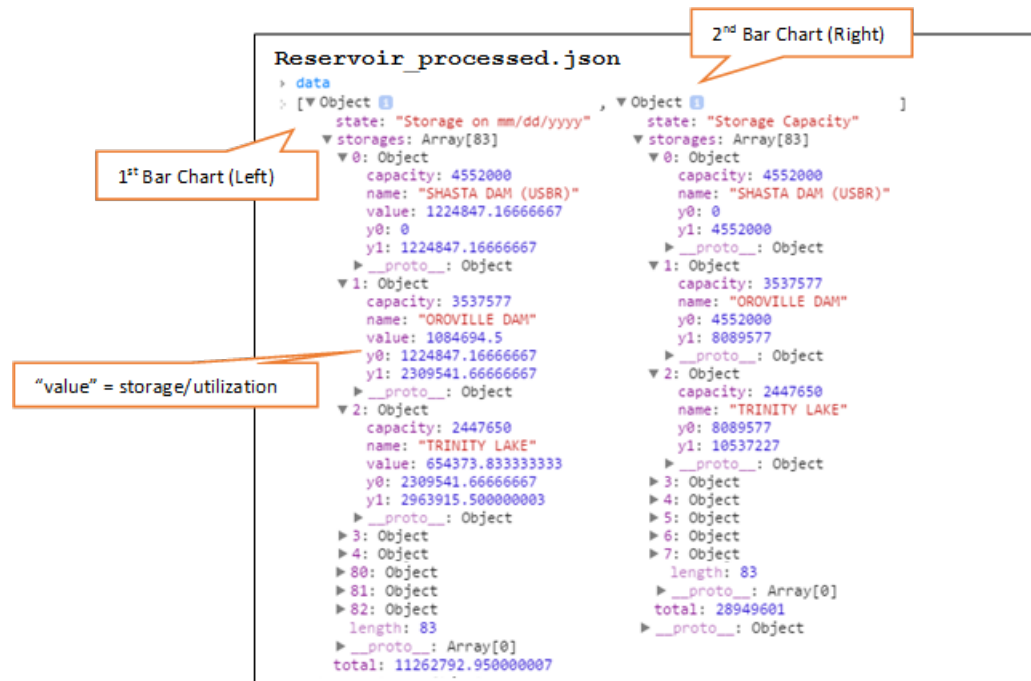 2nd Bar Chart (Right)
Reservoir_processed.json
data
[▼Object i , ▼Object i ]
1st Bar Chart (Left)
state: "Storage on mm/dd/yyyy"
▼storages: Array[83]
▼0: Object
capacity: 4552000
name: "SHASTA DAM (USBR)"
value: 1224847.16666667
y0: 0
y1: 1224847.16666667
▶__proto__: Object
▼1: Object
capacity: 3537577
name: "OROVILLE DAM"
value: 1084694.5
y0: 1224847.16666667
y1: 2309541.66666667
▶__proto__: Object
"value" = storage/utilization
▼2: Object
capacity: 2447650
name: "TRINITY LAKE"
value: 654373.833333333
y0: 2309541.66666667
y1: 2963915.500000003
▶__proto__: Object
▶3: Object
▶4: Object
▶80: Object
▶81: Object
▶82: Object
length: 83
▶__proto__: Array[0]
total: 11262792.950000007
state: "Storage Capacity"
▼storages: Array[83]
▼0: Object
capacity: 4552000
name: "SHASTA DAM (USBR)"
y0: 0
y1: 4552000
▶__proto__: Object
▼1: Object
capacity: 3537577
name: "OROVILLE DAM"
y0: 4552000
y1: 8089577
▶__proto__: Object
▼2: Object
capacity: 2447650
name: "TRINITY LAKE"
y0: 8089577
y1: 10537227
▶__proto__: Object
▶3: Object
▶4: Object
▶5: Object
▶6: Object
▶7: Object
length: 83
▶__proto__: Array[0]
total: 28949601
▶__proto__: Object